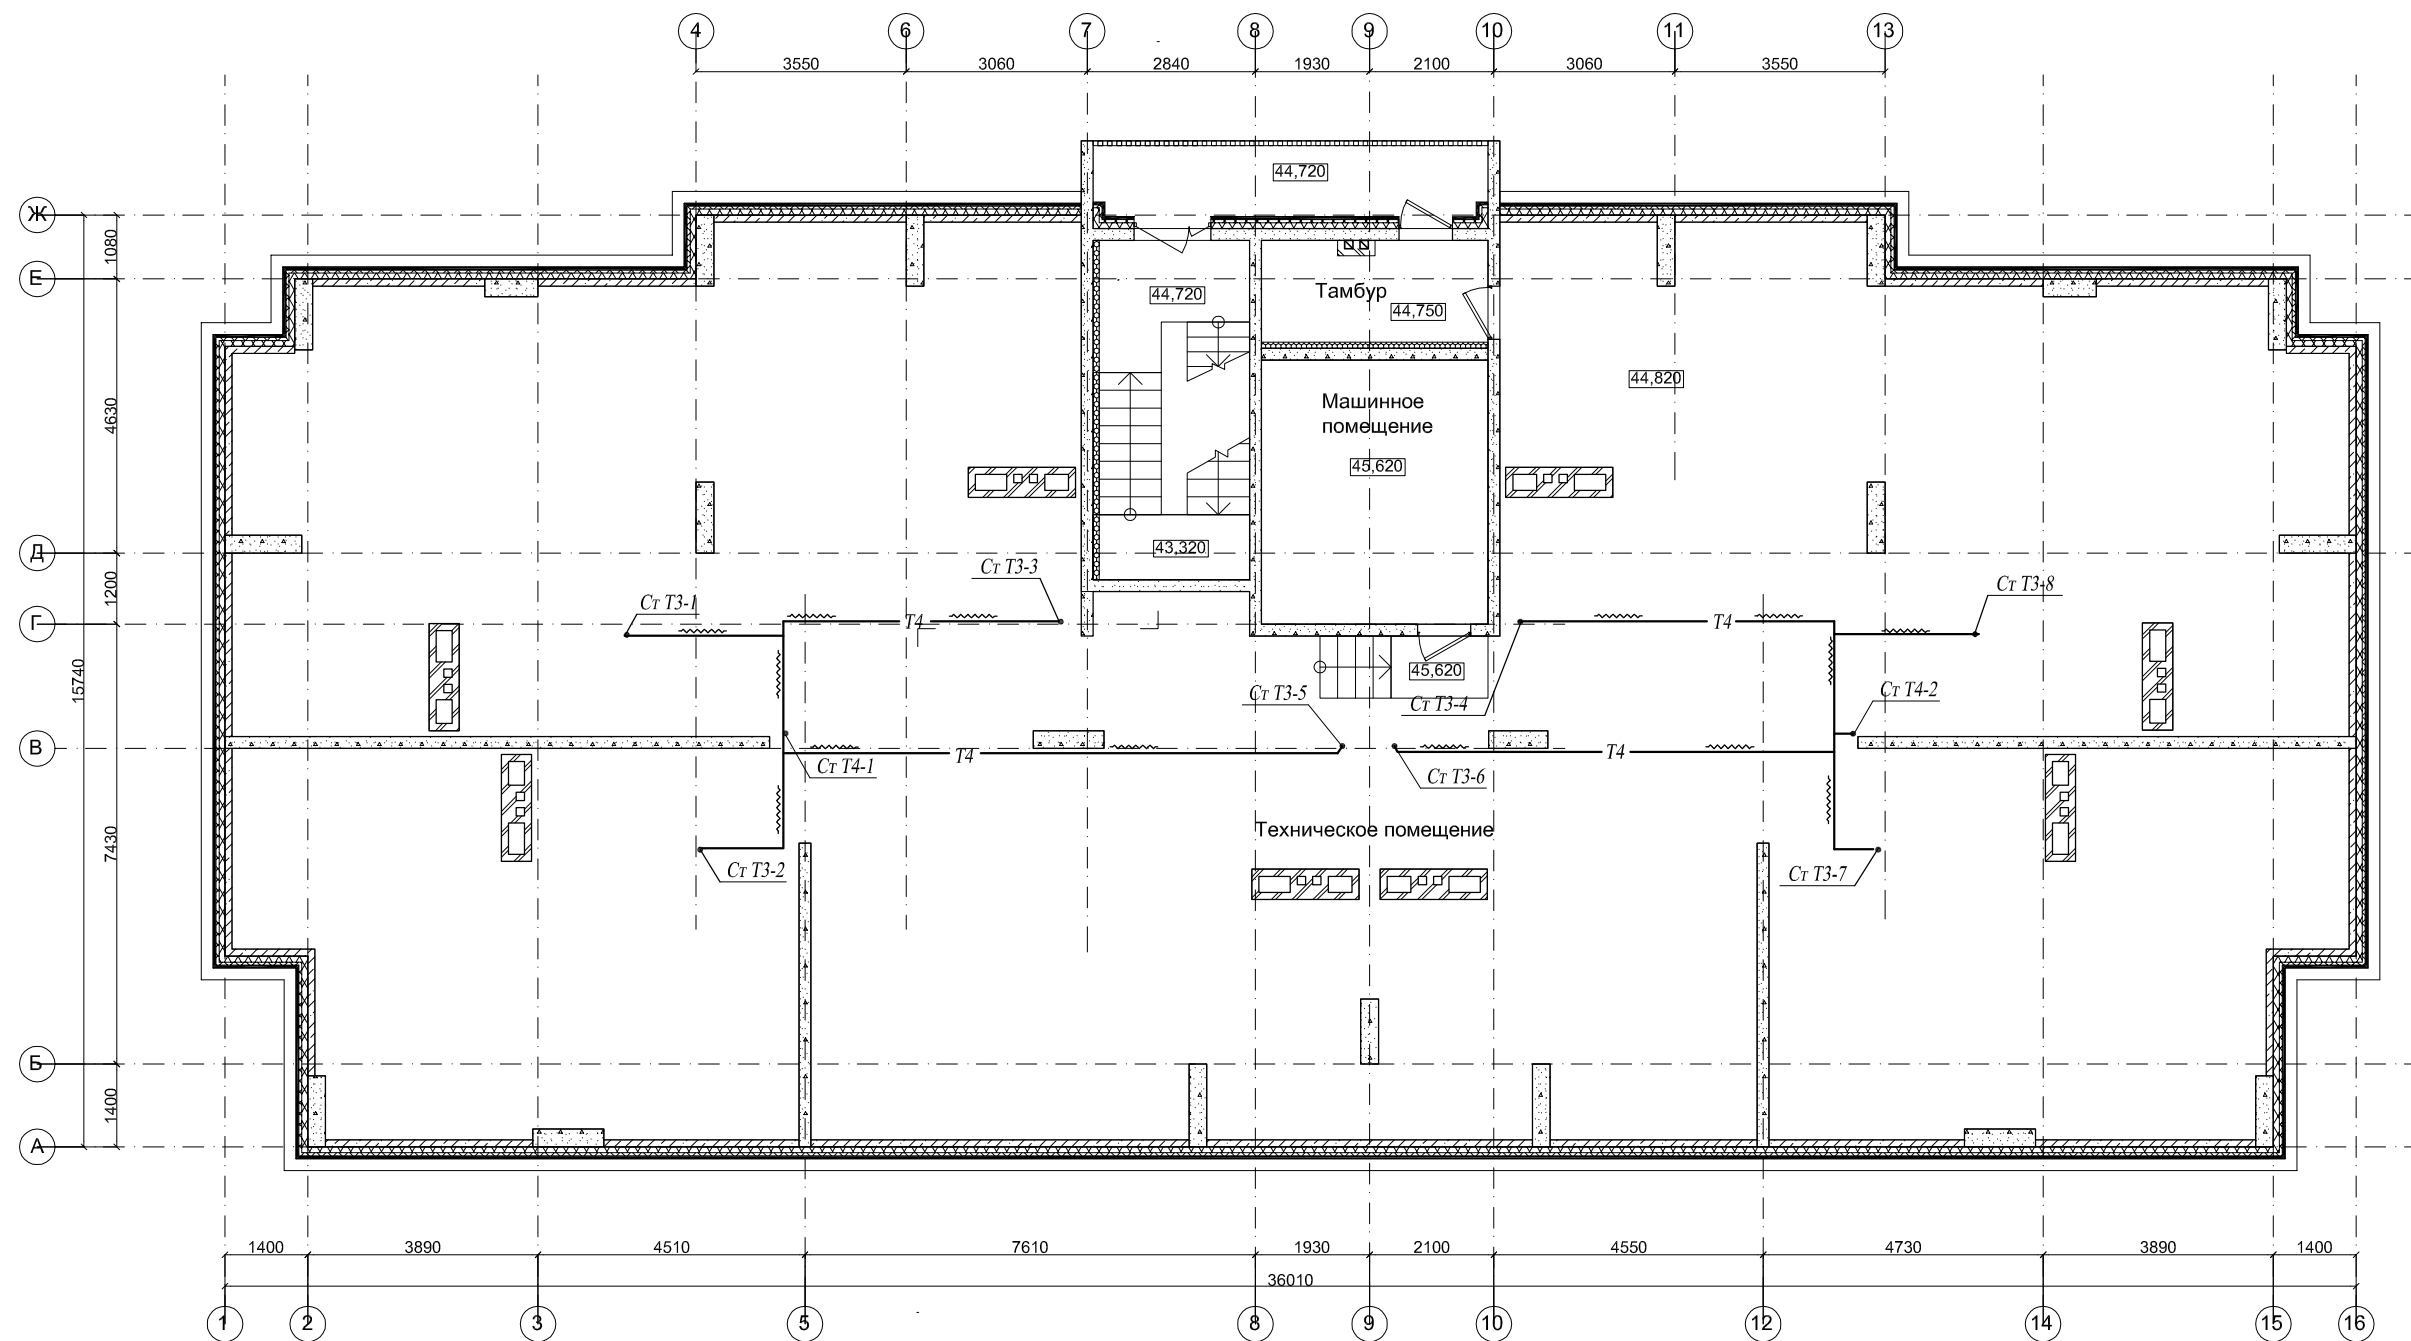 4 6 7 8 9 10 11 13
3550 3060 2840 1930 2100 3060 3550
44,720
Ж
1080
Е
44,720
Тамбур
44,750
44,820
4630
Машинное
помещение
45,620
Д
43,320
1200
Ст Т3-3
Ст Т3-8
Ст Т3-1
Г
Т4
Т4
15740
45,620
Ст Т3-5
Ст Т3-4
Ст Т4-2
В
Т4
Т4
Ст Т4-1
Ст Т3-6
7430
Техническое помещение
Ст Т3-2
Ст Т3-7
Б
1400
А
1400 3890 4510 7610 1930 2100 4550 4730 3890 1400
36010
1 2 3 5 8 9 10 12 14 15 16